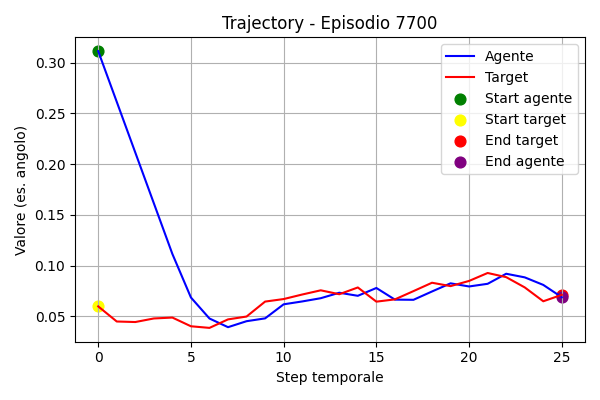 Trajectory - Episodio 7700
Agente
Target
Start agente
Start target
End target
End agente
Valore (es. angolo)
0.30
0.25
0.20
0.15
0.10
0.05
0
5
10
15
20
25
Step temporale